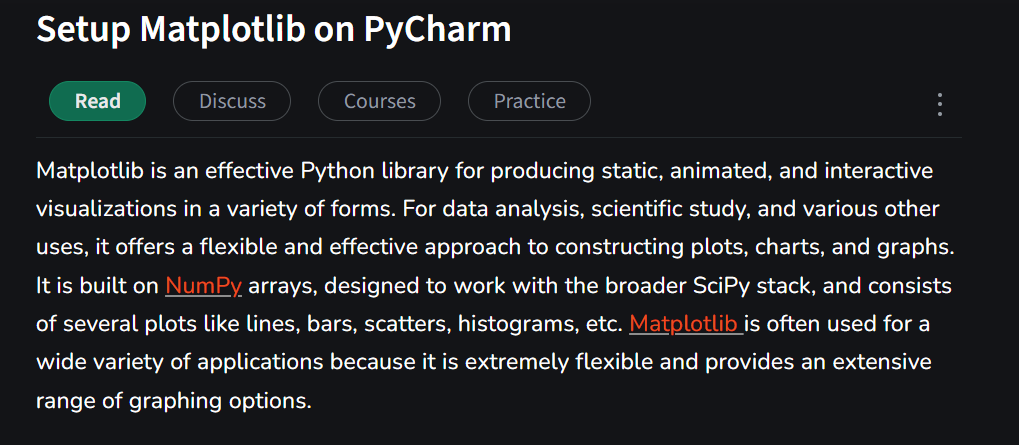 Setup Matplotlib on PyCharm
Read Discuss Courses Practice
Matplotlib is an effective Python library for producing static, animated, and interactive
visualizations in a variety of forms. For data analysis, scientific study, and various other
uses, it offers a flexible and effective approach to constructing plots, charts, and graphs.
It is built on NumPy arrays, designed to work with the broader SciPy stack, and consists
of several plots like lines, bars, scatters, histograms, etc. Matplotlib is often used for a
wide variety of applications because it is extremely flexible and provides an extensive
range of graphing options.